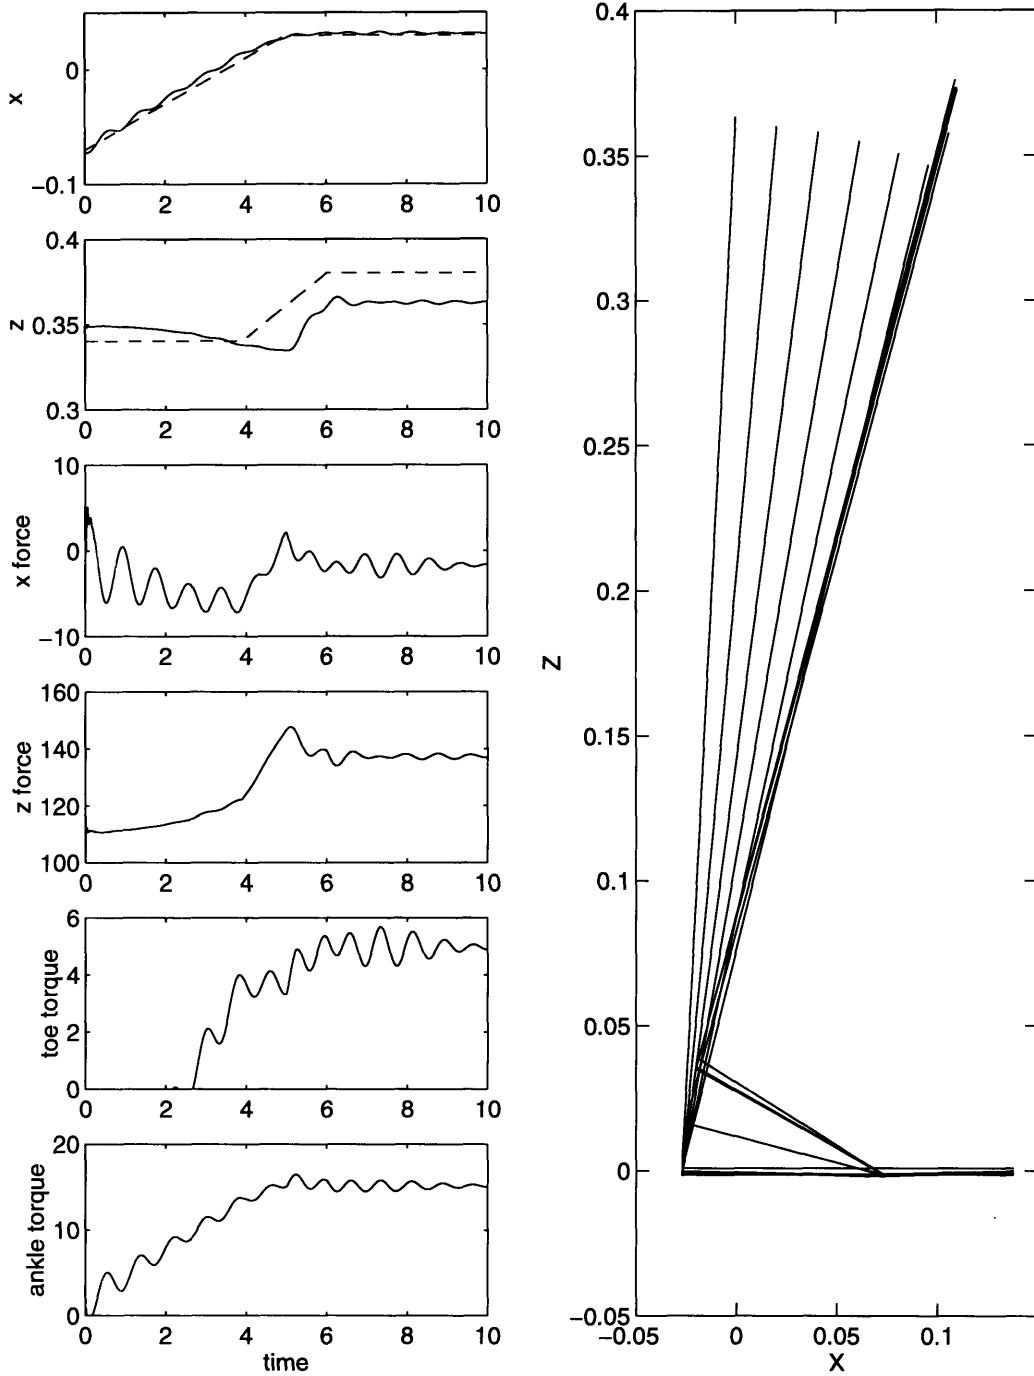 0
−0.1
x
0 2 4 6 8 10
0.4
0.35
0.3
z
0 2 4 6 8 10
10
0
−10
x force
0 2 4 6 8 10
160
140
120
100
z force
0 2 4 6 8 10
6
4
2
0
toe torque
0 2 4 6 8 10
20
10
0
ankle torque
0 2 4 6 8 10
time
0.4
0.35
0.3
0.25
0.2
0.15
0.1
0.05
0
−0.05
Z
−0.05 0 0.05 0.1
X